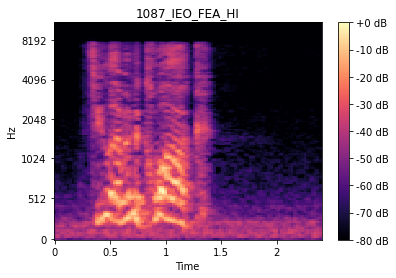 1087_IEO_FEA_HI
+0 dB
8192
-10 dB
-20 dB
4096
-30 dB
Hz
2048
-40 dB
1024
-50 dB
-60 dB
512
-70 dB
0
-80 dB
0 0.5 1 1.5 2
Time